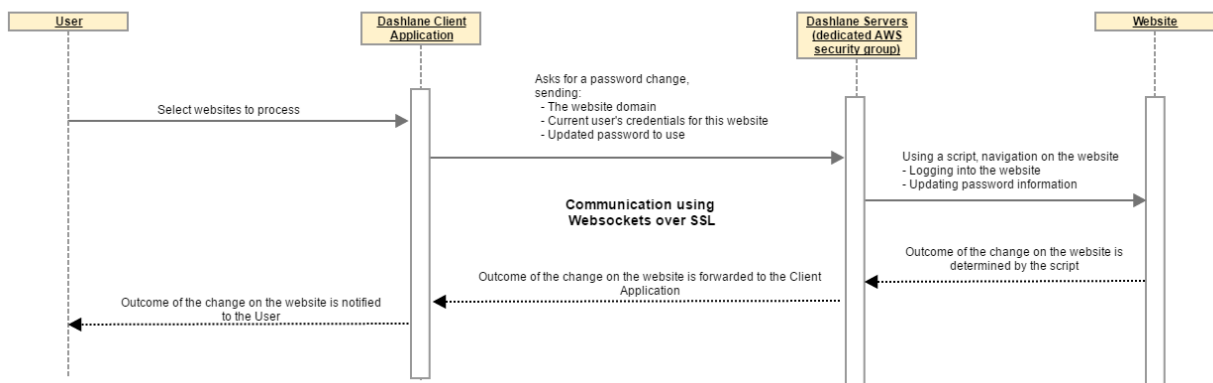 User
Dashlane Client
Application
Dashlane Servers
(dedicated AWS
security group)
Website
Select websites to process
Asks for a password change,
sending:
- The website domain
- Current user's credentials for this website
- Updated password to use
Using a script, navigation on the website
- Logging into the website
- Updating password information
Communication using
Websockets over SSL
Outcome of the change on the website is
determined by the script
Outcome of the change on the website is forwarded to the Client
Application
Outcome of the change on the website is notified
to the User